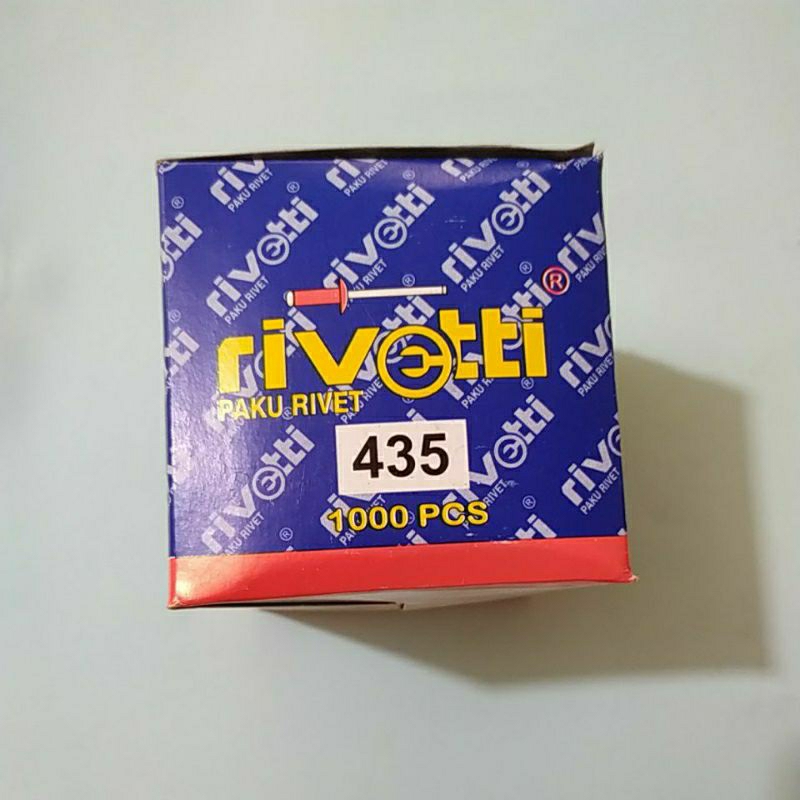 rivetti®
PAKU RIVET
435
1000 PCS